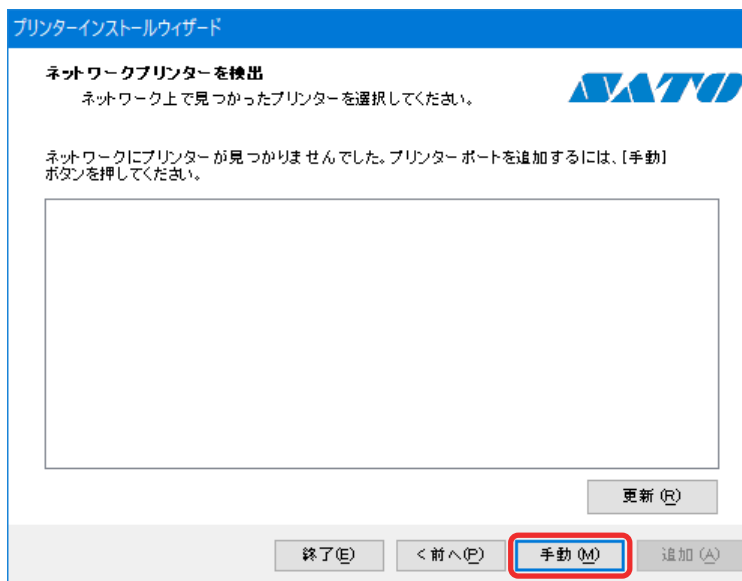 プリンターインストールウィザード
ネットワークプリンターを検出
SATO
ネットワーク上で見つかったプリンターを選択してください。
ネットワークにプリンターが見つかりませんでした。プリンターポートを追加するには、[手動]
ボタンを押してください。
更新(R)
終了(E) <前へ(P) 手動(M) 追加(A)